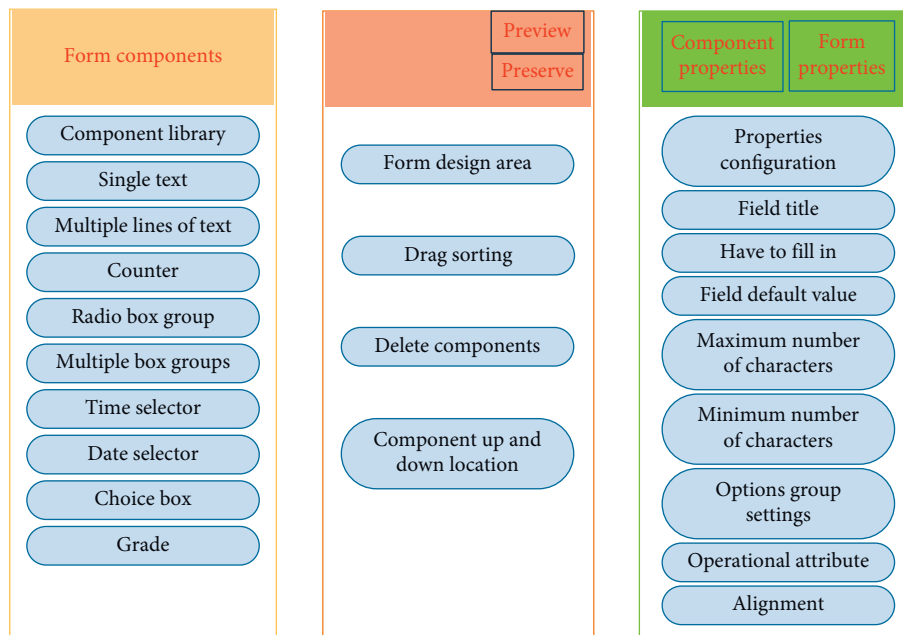 Form components
Component library
Single text
Multiple lines of text
Counter
Radio box group
Multiple box groups
Time selector
Date selector
Choice box
Grade
Preview
Preserve
Form design area
Drag sorting
Delete components
Component up and
down location
Component
properties
Form
properties
Properties
configuration
Field title
Have to fill in
Field default value
Maximum number
of characters
Minimum number
of characters
Options group
settings
Operational attribute
Alignment